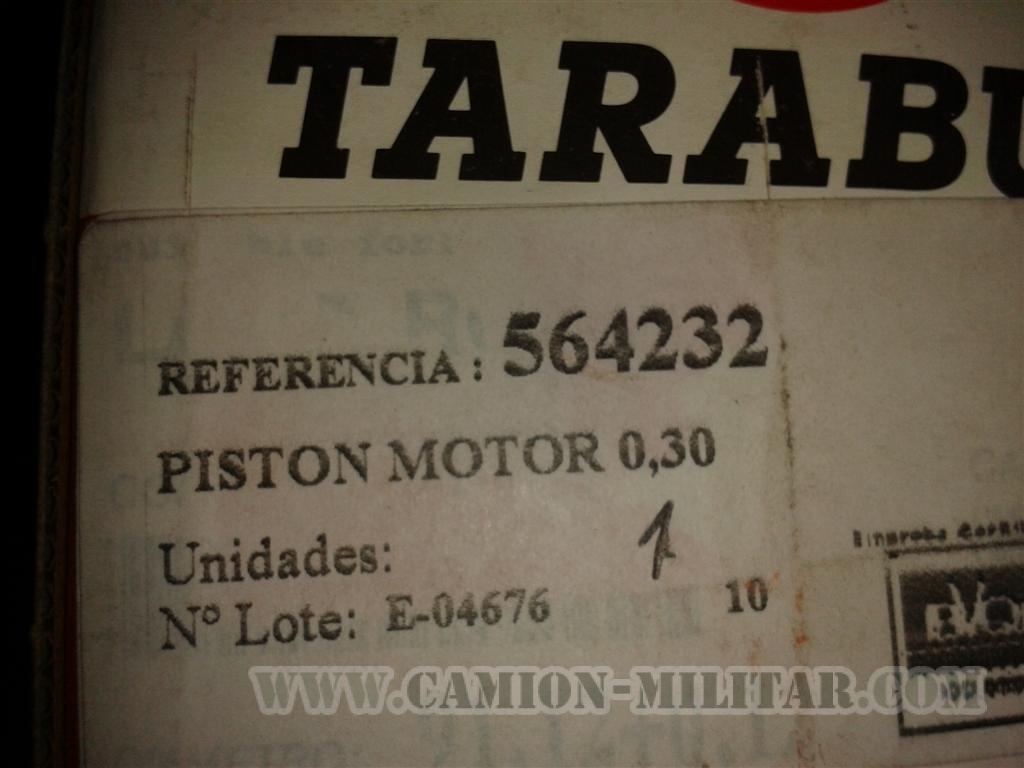 TARABU
REFERENCIA : 564232
PISTON MOTOR 0,30
Unidades: 1
Nº Lote: E-04676 10
WWW.CAMION-MILITAR.COM